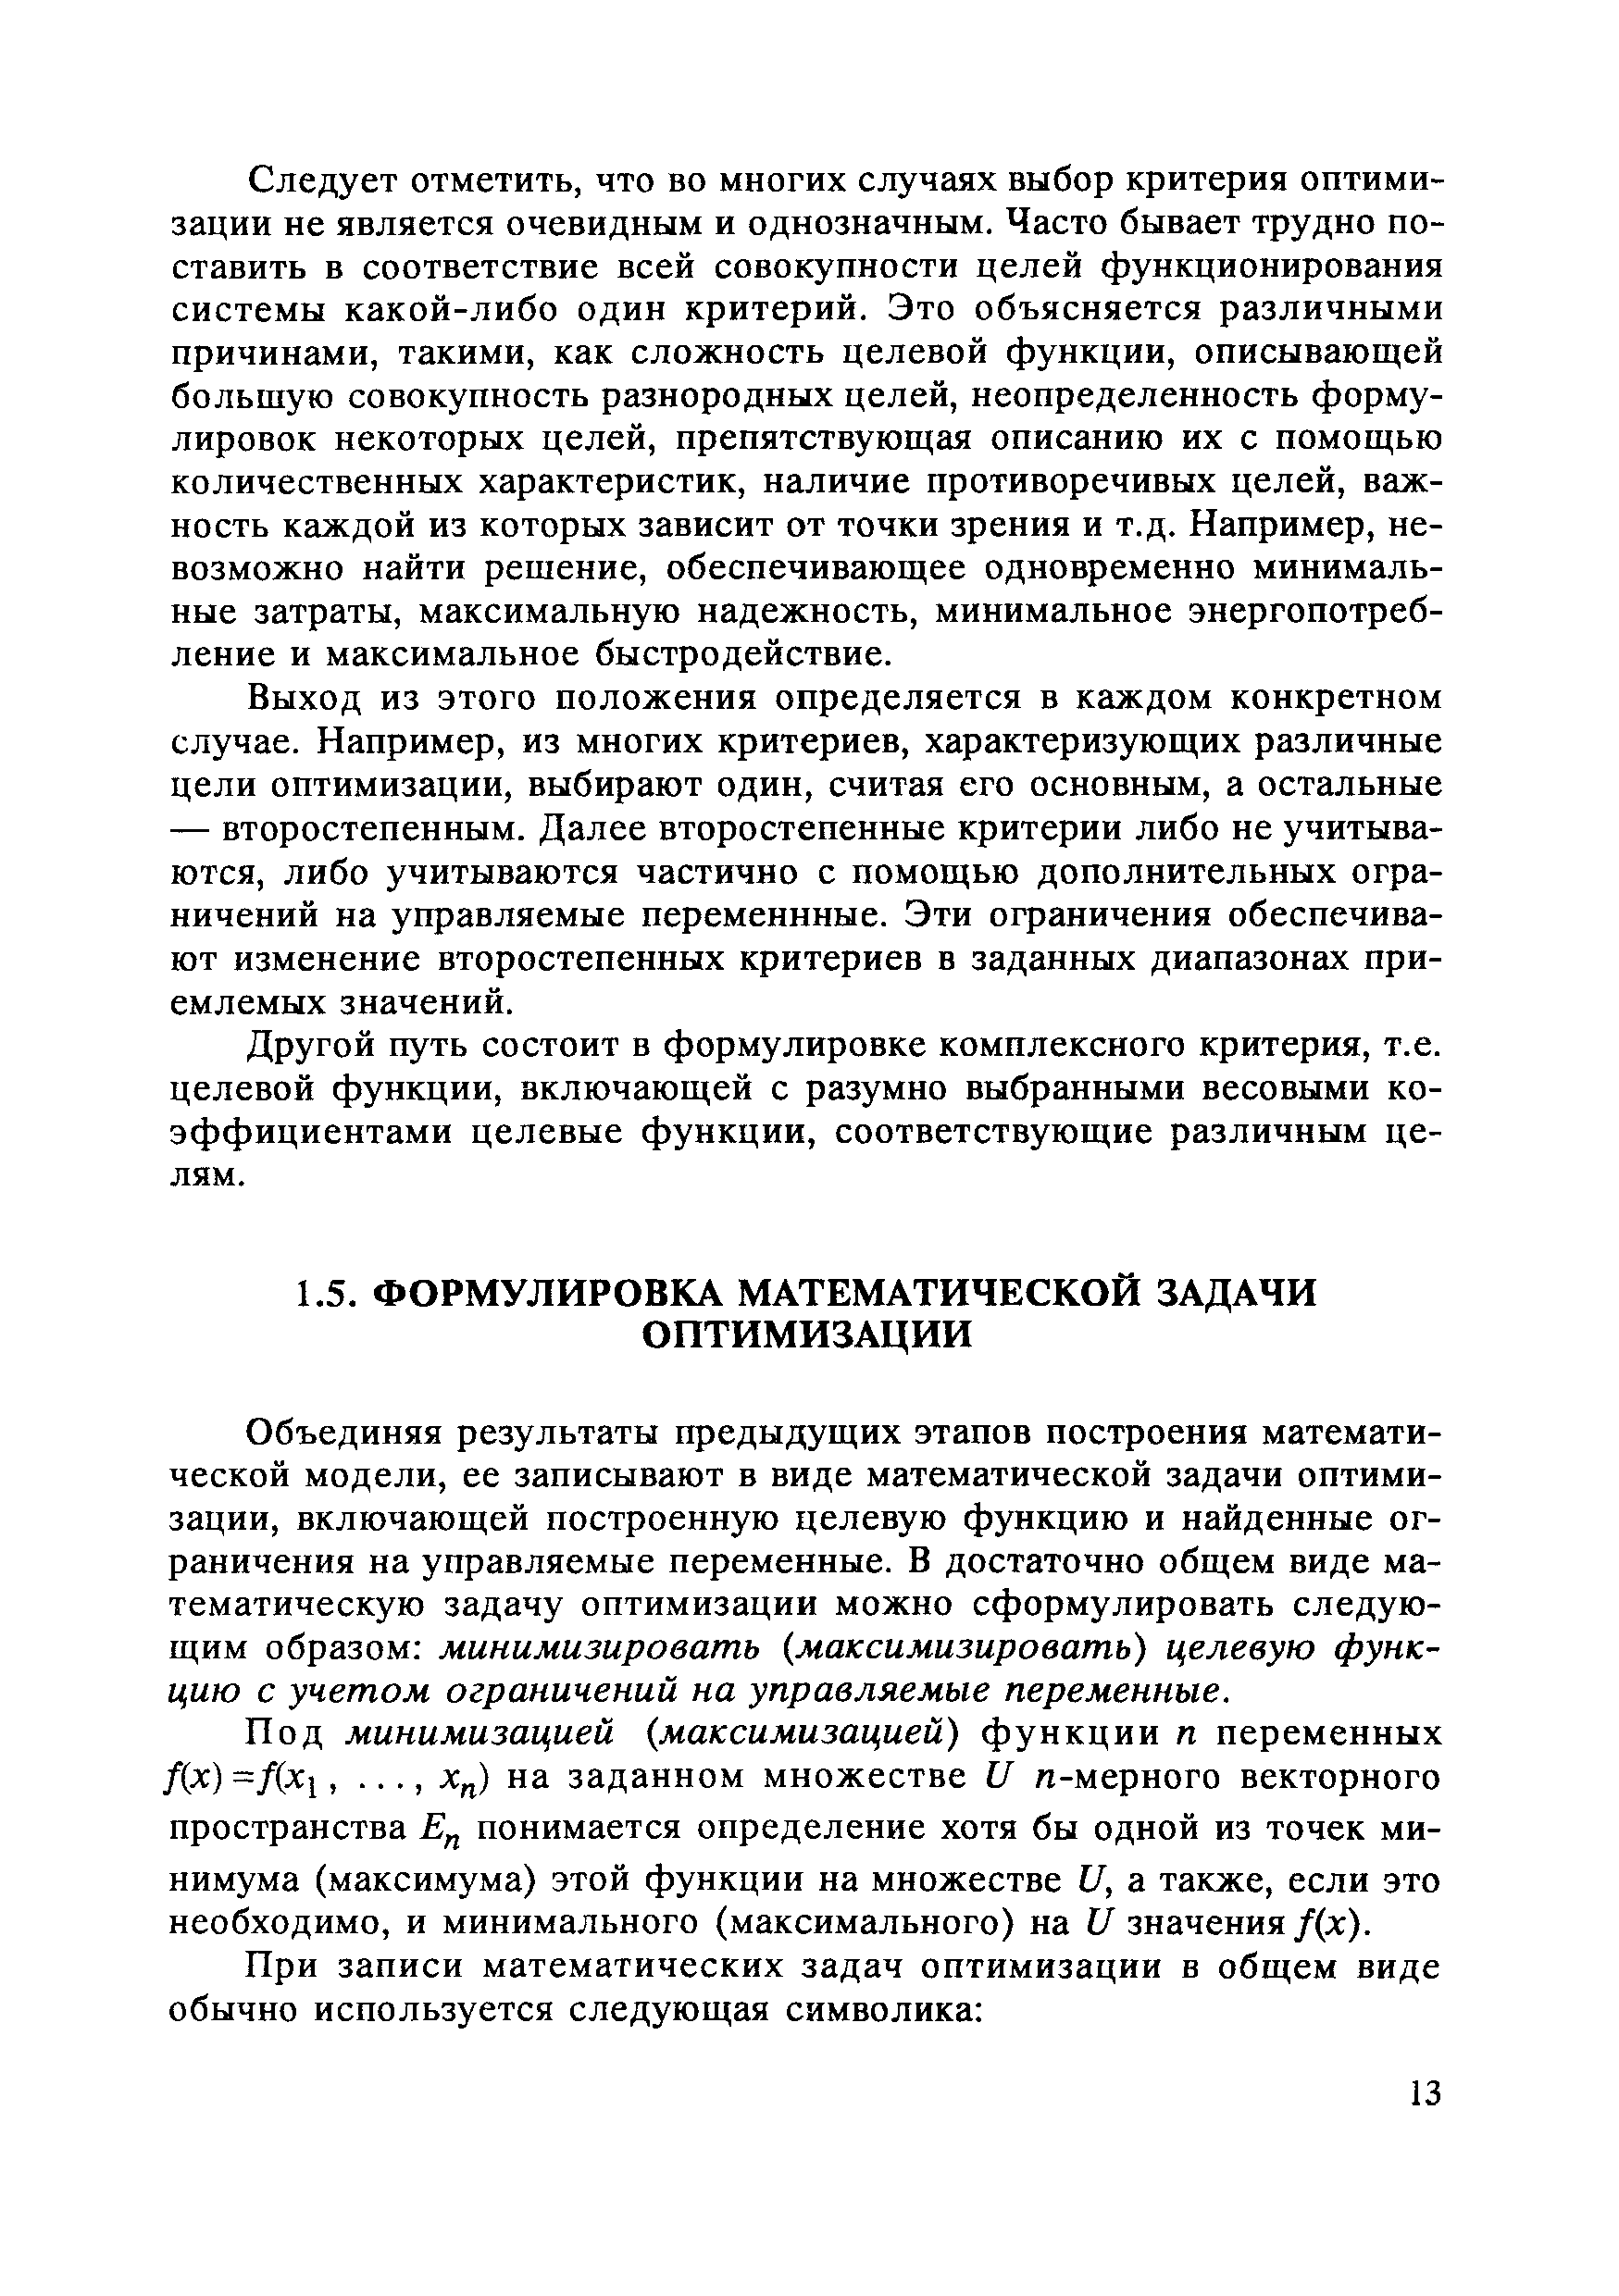 Следует отметить, что во многих случаях выбор критерия оптими-
зации не является очевидным и однозначным. Часто бывает трудно по-
ставить в соответствие всей совокупности целей функционирования
системы какой-либо один критерий. Это объясняется различными
причинами, такими, как сложность целевой функции, описывающей
большую совокупность разнородных целей, неопределенность форму-
лировок некоторых целей, препятствующая описанию их с помощью
количественных характеристик, наличие противоречивых целей, важ-
ность каждой из которых зависит от точки зрения и т.д. Например, не-
возможно найти решение, обеспечивающее одновременно минималь-
ные затраты, максимальную надежность, минимальное энергопотреб-
ление и максимальное быстродействие.
Выход из этого положения определяется в каждом конкретном
случае. Например, из многих критериев, характеризующих различные
цели оптимизации, выбирают один, считая его основным, а остальные
— второстепенным. Далее второстепенные критерии либо не учитыва-
ются, либо учитываются частично с помощью дополнительных огра-
ничений на управляемые переменнные. Эти ограничения обеспечива-
ют изменение второстепенных критериев в заданных диапазонах при-
емлемых значений.
Другой путь состоит в формулировке комплексного критерия, т.е.
целевой функции, включающей с разумно выбранными весовыми ко-
эффициентами целевые функции, соответствующие различным це-
лям.
1.5. ФОРМУЛИРОВКА МАТЕМАТИЧЕСКОЙ ЗАДАЧИ
ОПТИМИЗАЦИИ
Объединяя результаты предыдущих этапов построения математи-
ческой модели, ее записывают в виде математической задачи оптими-
зации, включающей построенную целевую функцию и найденные ог-
раничения на управляемые переменные. В достаточно общем виде ма-
тематическую задачу оптимизации можно сформулировать следую-
щим образом: минимизировать (максимизировать) целевую функ-
цию с учетом ограничений на управляемые переменные.
Под минимизацией (максимизацией) функции n переменных
f(x)=f(x₁, ..., xₙ) на заданном множестве U n-мерного векторного
пространства Eₙ понимается определение хотя бы одной из точек ми-
нимума (максимума) этой функции на множестве U, а также, если это
необходимо, и минимального (максимального) на U значения f(x).
При записи математических задач оптимизации в общем виде
обычно используется следующая символика:
13